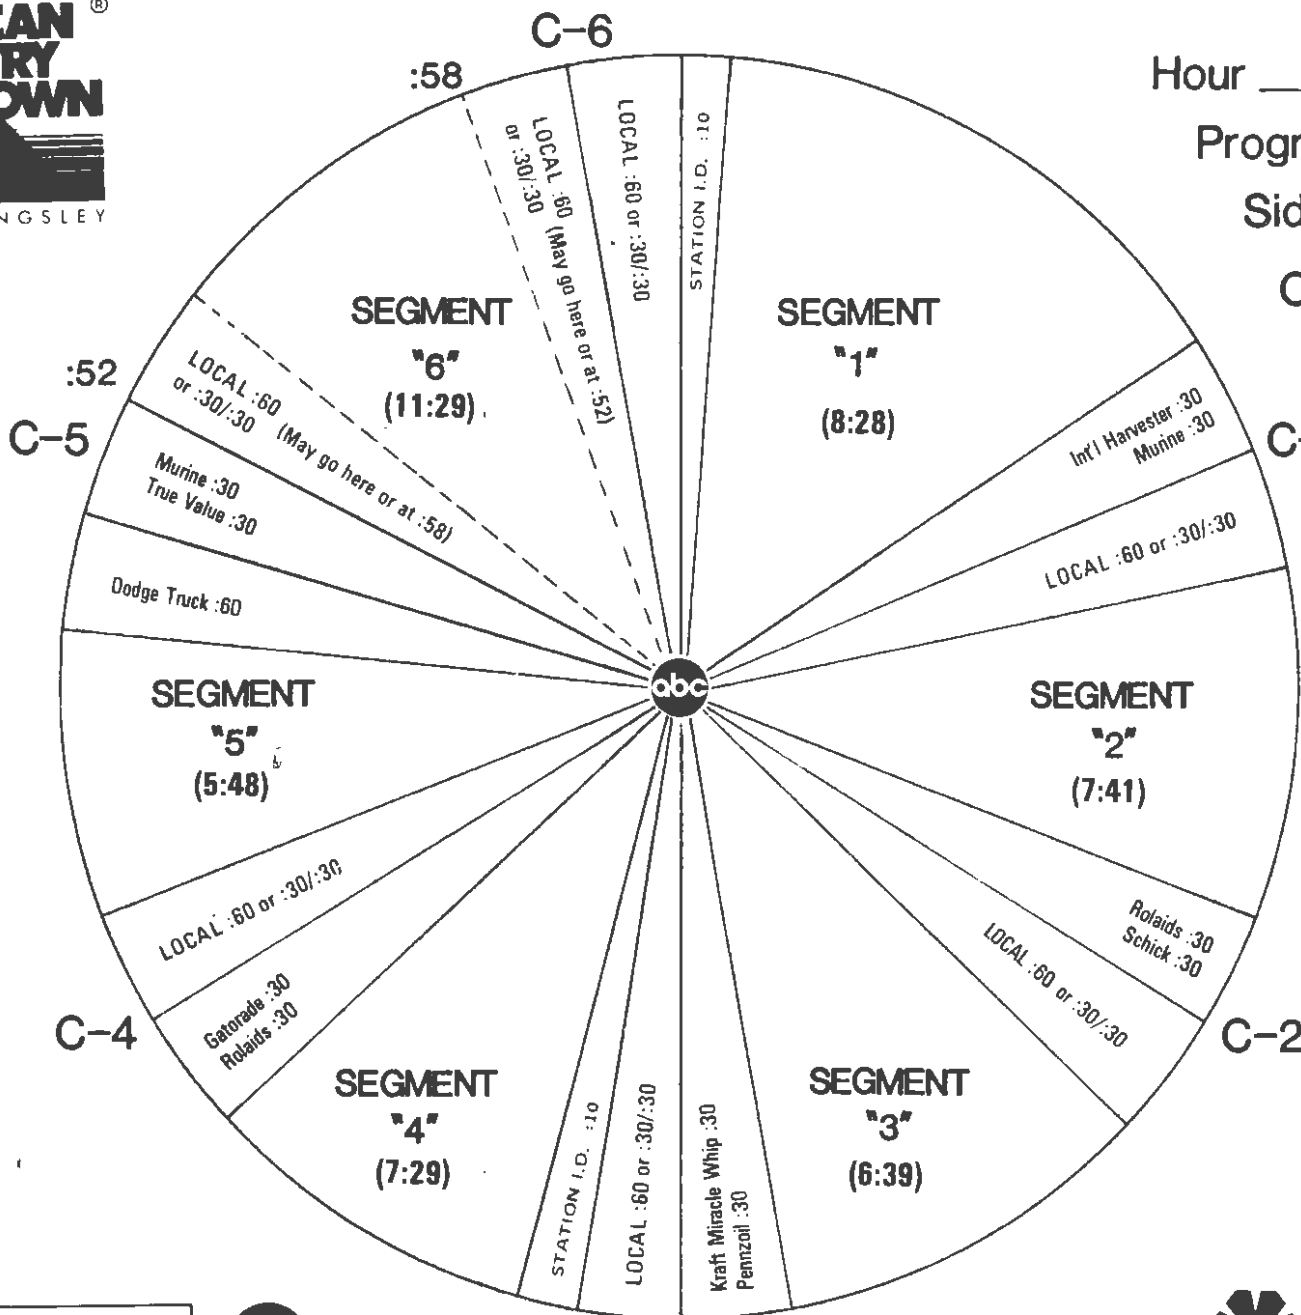 RY
OWN
®
NGSLEY
C-6
:58
Hour
LOCAL :60
or :30/:30 (May go here or at :52)
LOCAL :60 or :30/:30
STATION I.D. :10
SEGMENT
"1"
(8:28)
Int'l Harvester :30
Murine :30
LOCAL :60 or :30/:30
SEGMENT
"2"
(7:41)
Rolaids :30
Schick :30
C-2
LOCAL :60 or :30/:30
SEGMENT
"3"
(6:39)
Kraft Miracle Whip :30
Pennzoil :30
LOCAL :60 or :30/:30
STATION I.D. :10
SEGMENT
"4"
(7:29)
Gatorade :30
Rolaids :30
C-4
LOCAL :60 or :30/:30
SEGMENT
"5"
(5:48)
Dodge Truck :60
Murine :30
True Value :30
C-5
:52
LOCAL :60
or :30/:30 (May go here or at :58)
SEGMENT
"6"
(11:29)
abc